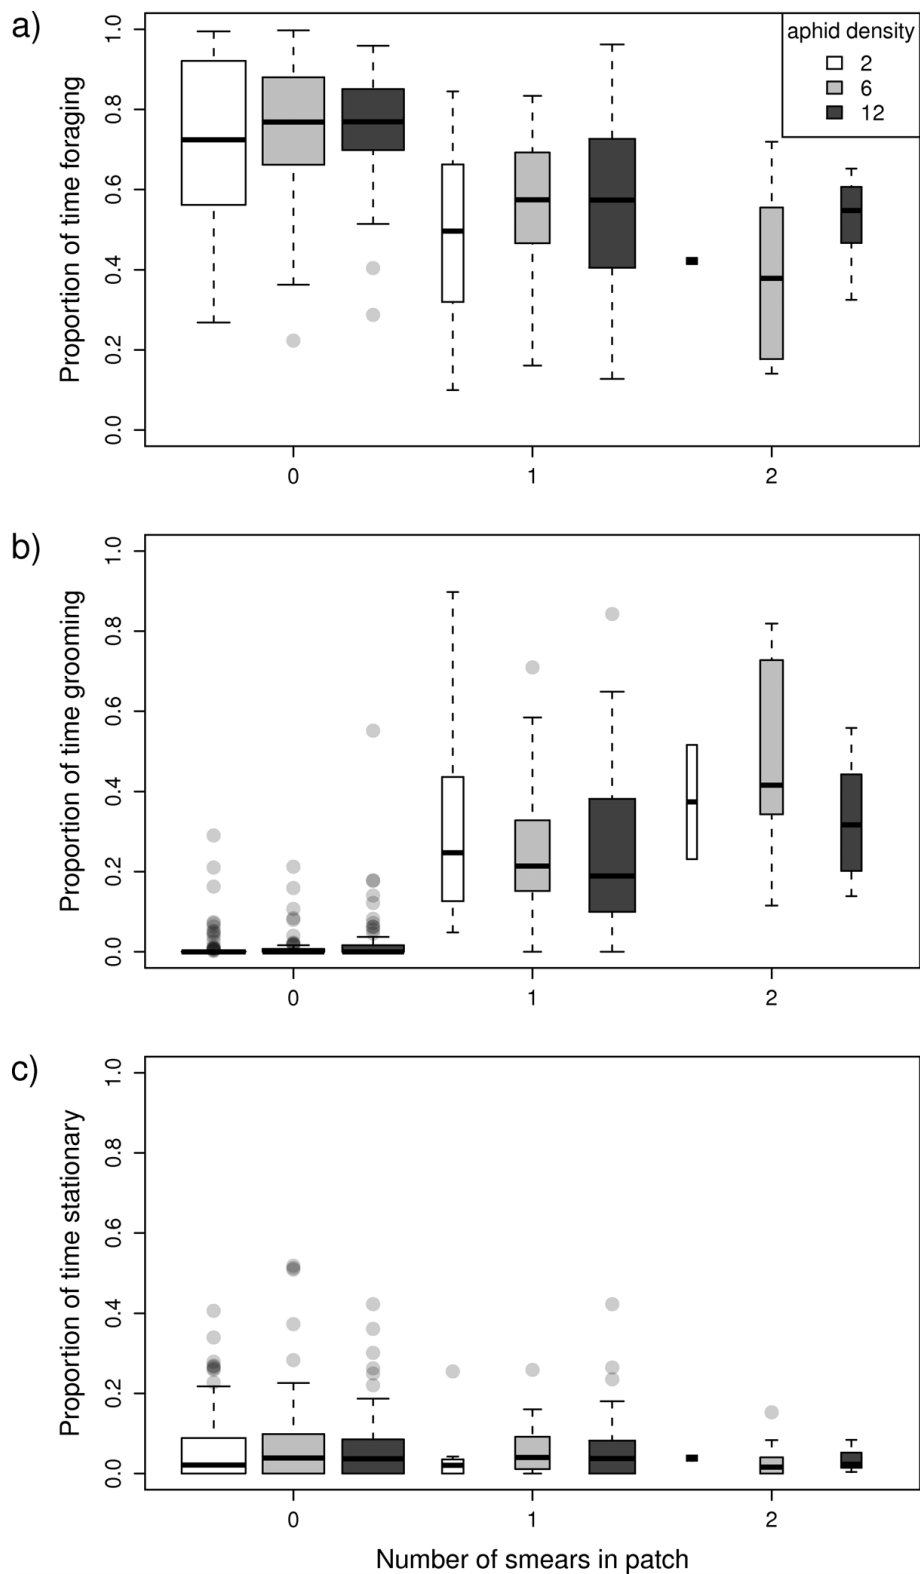 a)
Proportion of time foraging
0.0 0.2 0.4 0.6 0.8 1.0
aphid density
2
6
12
0 1 2
b)
Proportion of time grooming
0.0 0.2 0.4 0.6 0.8 1.0
0 1 2
c)
Proportion of time stationary
0.0 0.2 0.4 0.6 0.8 1.0
0 1 2
Number of smears in patch